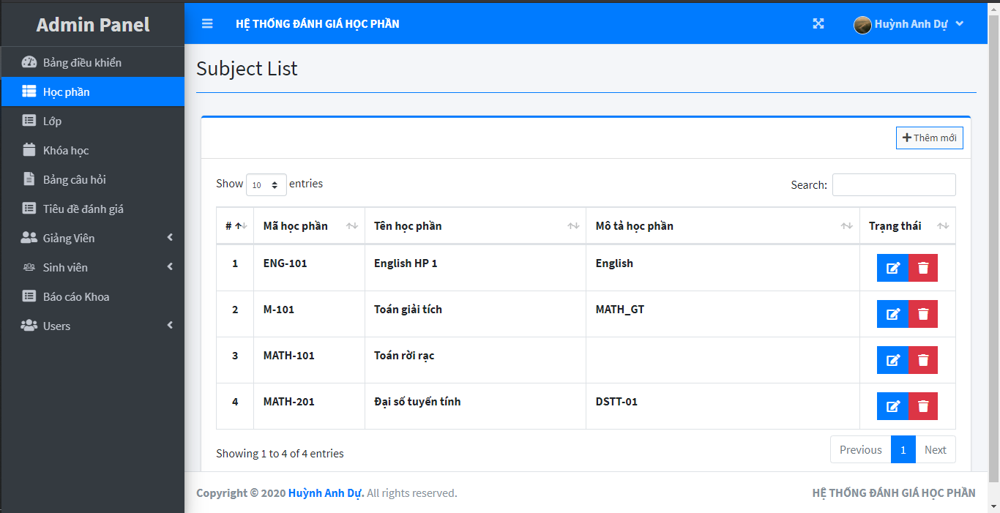 Admin Panel
HỆ THỐNG ĐÁNH GIÁ HỌC PHẦN
Huỳnh Anh Dự
Bảng điều khiển
Học phần
Lớp
Khóa học
Bảng câu hỏi
Tiêu đề đánh giá
Giảng Viên
Sinh viên
Báo cáo Khoa
Users
Subject List
Thêm mới
Show 10 entries
Search:
# Mã học phần Tên học phần Mô tả học phần Trạng thái
1 ENG-101 English HP 1 English
2 M-101 Toán giải tích MATH_GT
3 MATH-101 Toán rời rạc
4 MATH-201 Đại số tuyến tính DSTT-01
Showing 1 to 4 of 4 entries
Previous 1 Next
Copyright © 2020 Huỳnh Anh Dự. All rights reserved.
HỆ THỐNG ĐÁNH GIÁ HỌC PHẦN